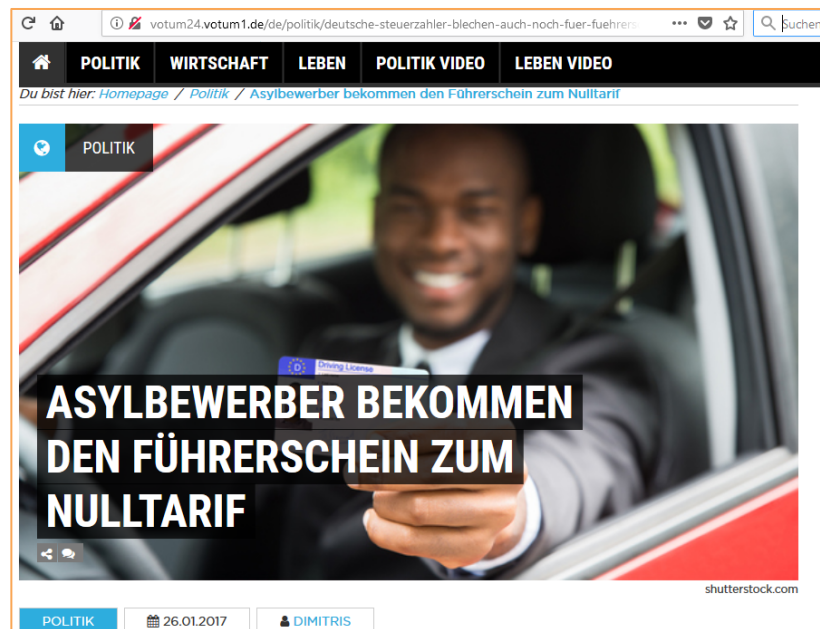 votum24.votum1.de/de/politik/deutsche-steuerzahler-blechen-auch-noch-fuer-fuehrers
Suchen
POLITIK WIRTSCHAFT LEBEN POLITIK VIDEO LEBEN VIDEO
Du bist hier: Homepage / Politik / Asylbewerber bekommen den Führerschein zum Nulltarif
POLITIK
D Driving License
ASYLBEWERBER BEKOMMEN
DEN FÜHRERSCHEIN ZUM
NULLTARIF
shutterstock.com
POLITIK 26.01.2017 DIMITRIS